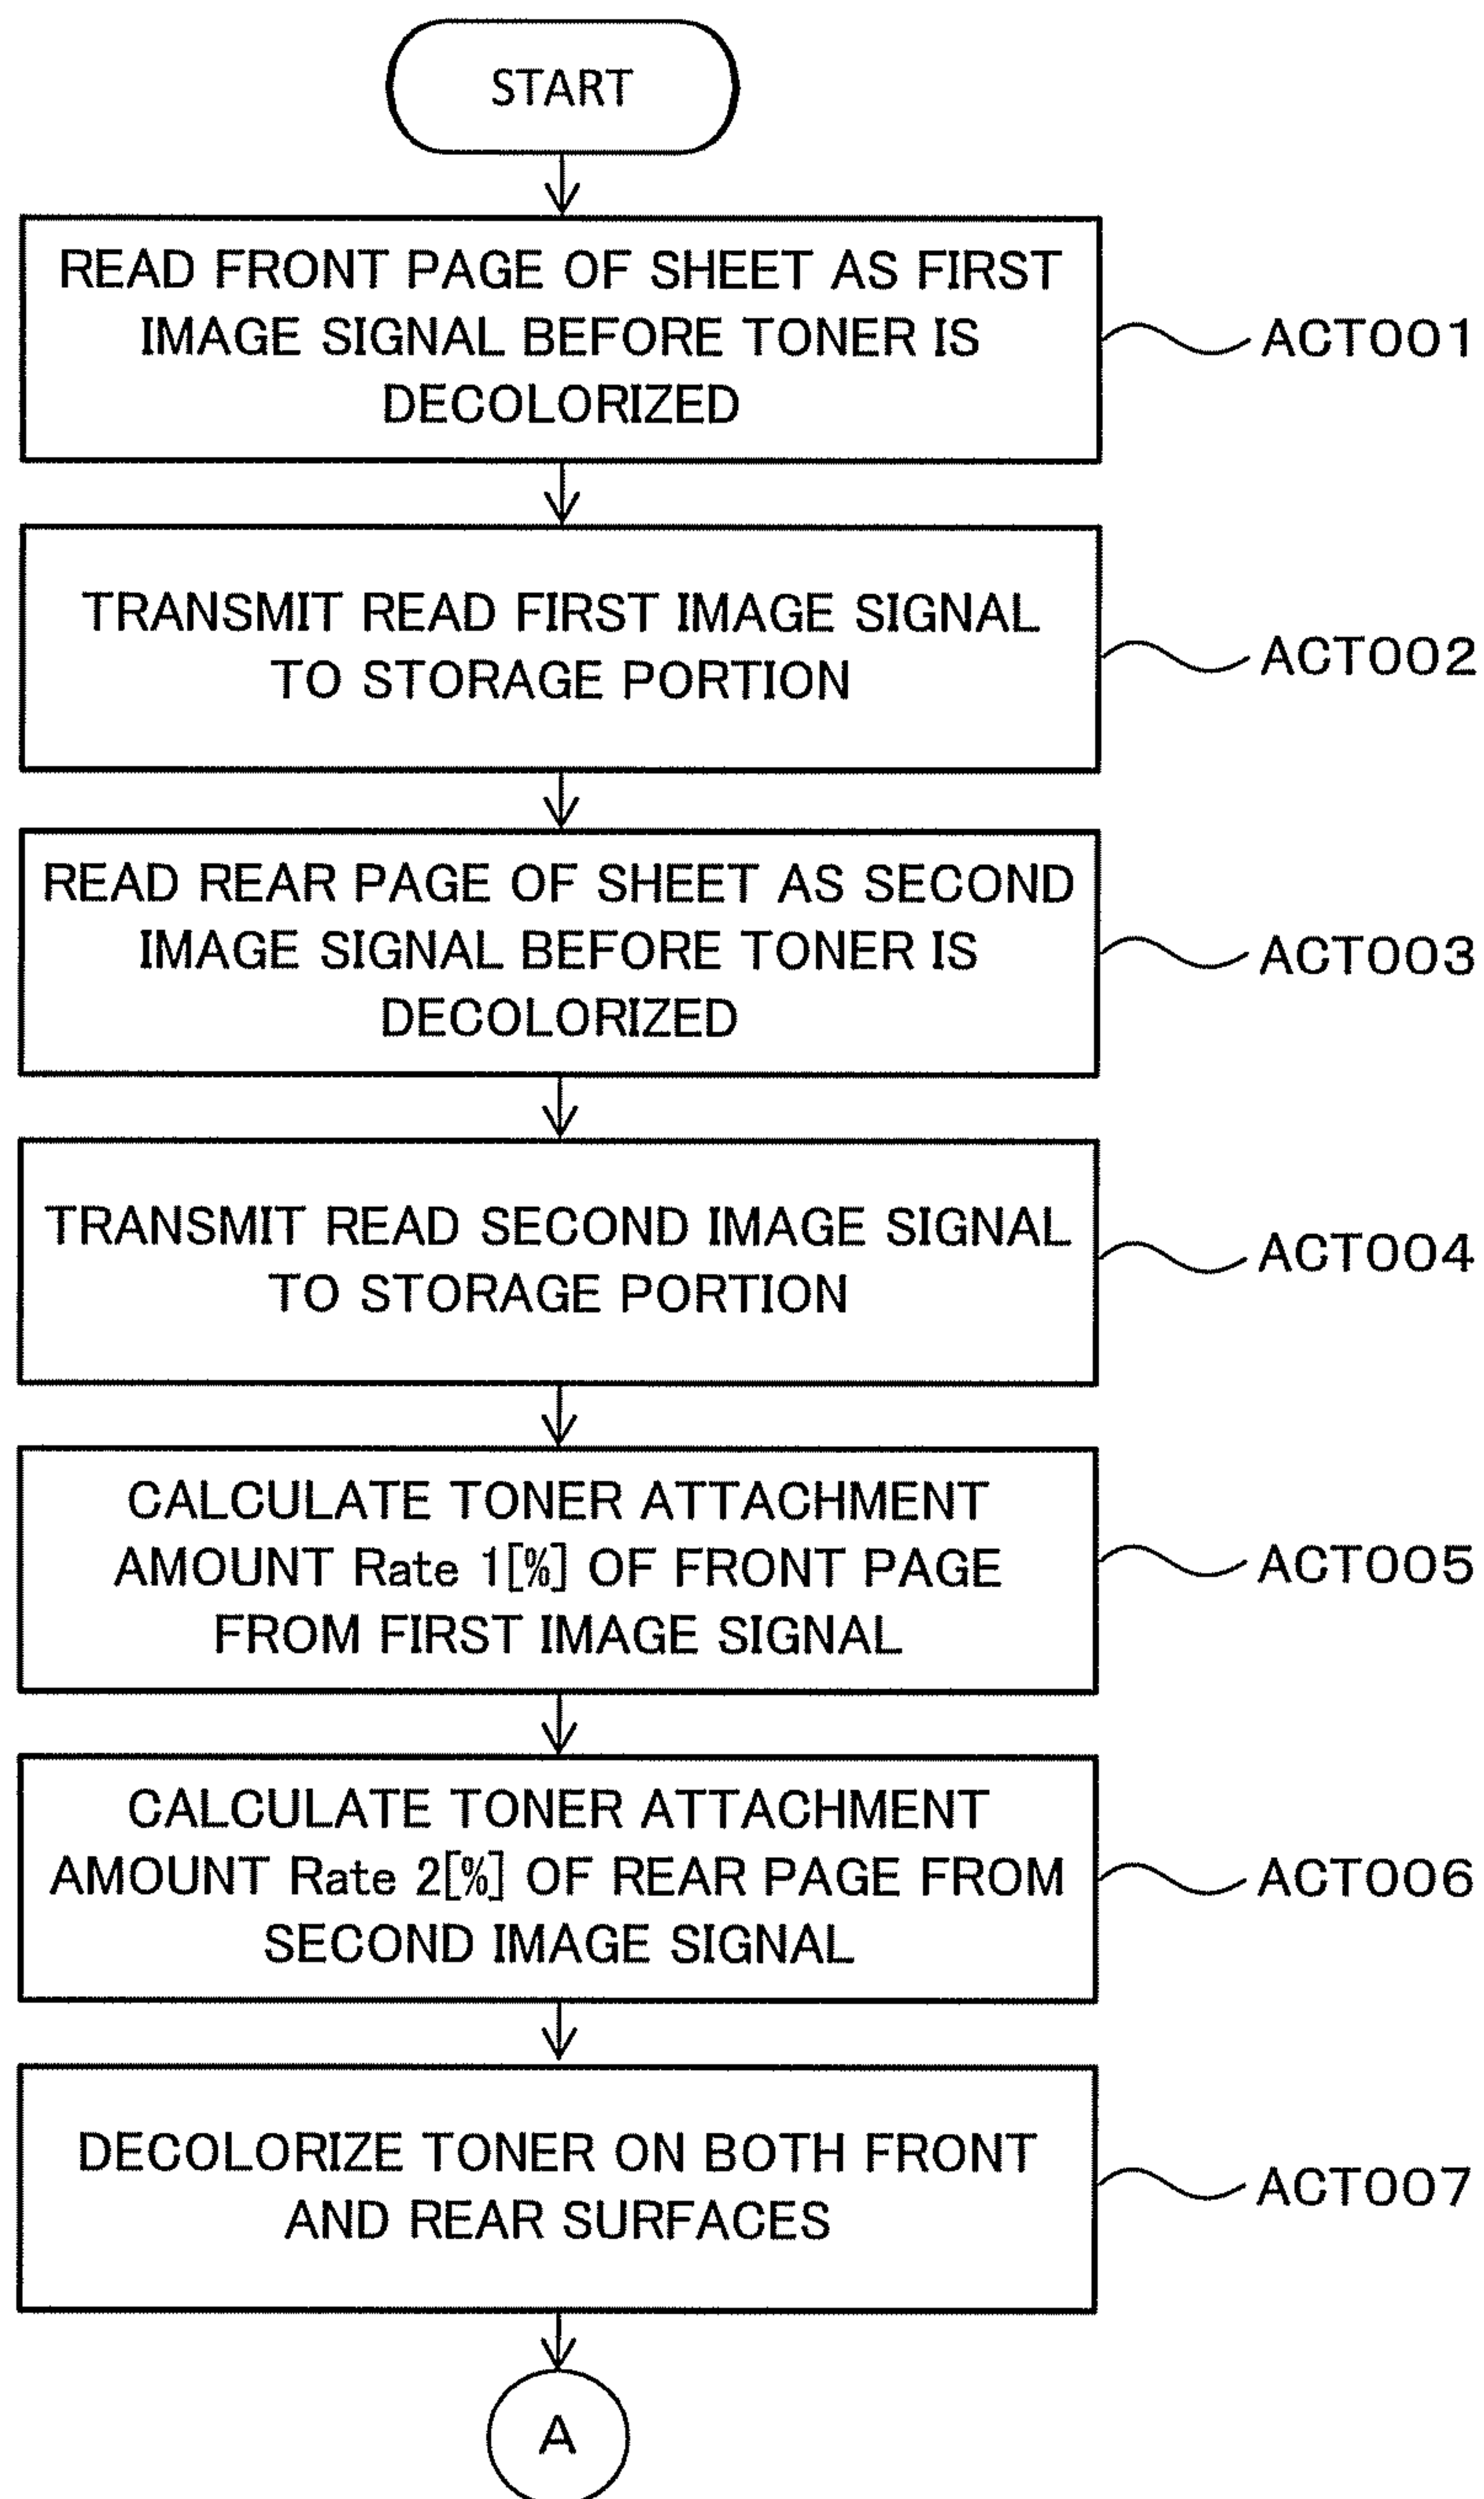 START
READ FRONT PAGE OF SHEET AS FIRST
IMAGE SIGNAL BEFORE TONER IS
DECOLORIZED
ACT001
TRANSMIT READ FIRST IMAGE SIGNAL
TO STORAGE PORTION
ACT002
READ REAR PAGE OF SHEET AS SECOND
IMAGE SIGNAL BEFORE TONER IS
DECOLORIZED
ACT003
TRANSMIT READ SECOND IMAGE SIGNAL
TO STORAGE PORTION
ACT004
CALCULATE TONER ATTACHMENT
AMOUNT Rate 1[%] OF FRONT PAGE
FROM FIRST IMAGE SIGNAL
ACT005
CALCULATE TONER ATTACHMENT
AMOUNT Rate 2[%] OF REAR PAGE FROM
SECOND IMAGE SIGNAL
ACT006
DECOLORIZE TONER ON BOTH FRONT
AND REAR SURFACES
ACT007
A